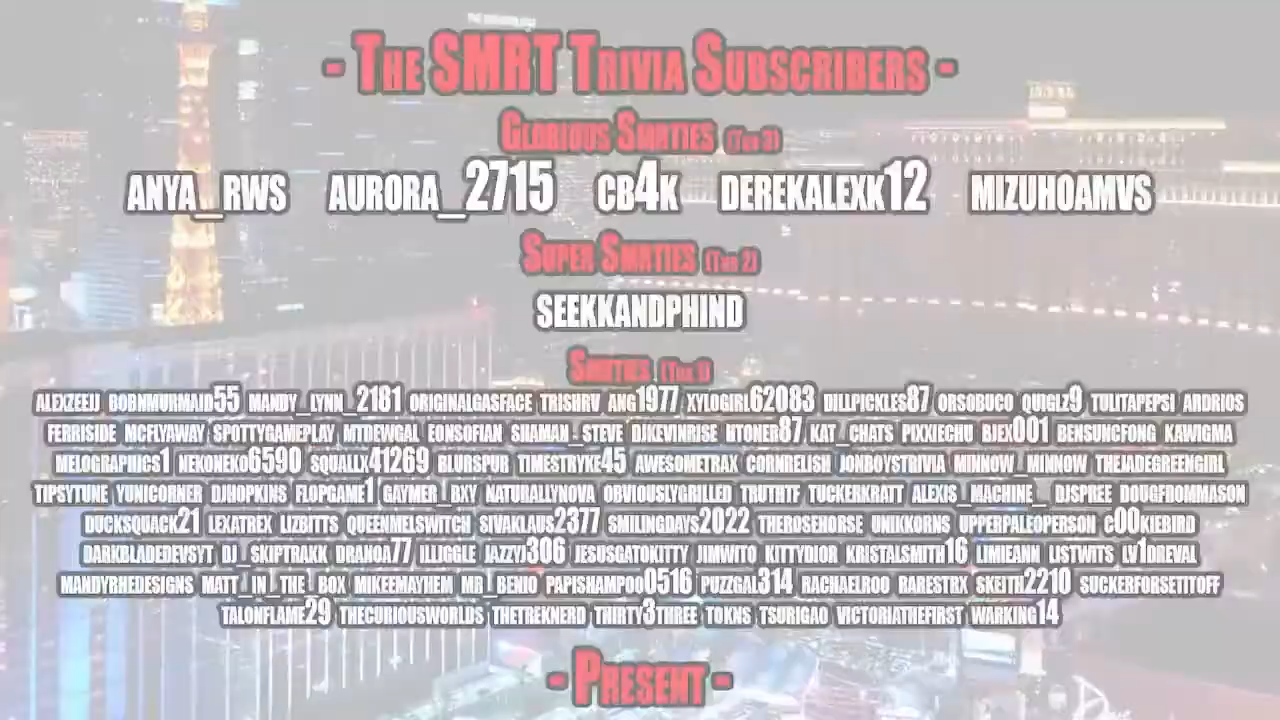 - The SMRT Trivia Subscribers -
Glorious Smrties (Tier 3)
ANYA_RWS AURORA_2715 CB4K DEREKALEXK12 MIZUHOAMVS
Super Smrties (Tier 2)
SEEKKANDPHIND
Smrties (Tier 1)
ALEXZEEIJ BOBNMURMAID55 MANDY_LYNN_2181 ORIGINALGASFACE TRISHRV ANG1977 XYLOGIRL62083 DILLPICKLES87 ORSOBUCO QUIGLZ9 TULITAPEPSI ARDRIOS
FERRISIDE MCFLYAWAY SPOTTYGAMEPLAY MTDEWGAL EONSOFIAN SHAMAN_STEVE DJKEVINRISE HTONER87 KAT_CHATS PIXXIECHU BJEX001 BENSUNCFONG KAWIGMA
MELOGRAPHICS1 NEKONEKO6590 SQUALLX41269 BLURSPUR TIMESTRYKE45 AWESOMETRAX CORNRELISH JONBOYSTRIVIA MINNOW_MINNOW THEJADEGREENGIRL
TIPSYTUNE YUNICORNER DJHOPKINS FLOPGAME1 GAYMER_BXY NATURALLYNOVA OBVIOUSLYGRILLED TRUTHTF TUCKERKRATT ALEXIS_MACHINE_ DJSPREE DOUGFROMMASON
DUCKSQUACK21 LEXATREX LIZBITTS QUEENMELSWITCH SIVAKLAUS2377 SMILINGDAYS2022 THEROSEHORSE UNIKKORNS UPPERPALEOPERSON C00KIEBIRD
DARKBLADEDEVSYT DJ_SKIPTRAKK DRANOA77 ILLIGGLE JAZZYJ306 JESUSGATOKITTY JIMWITO KITTYDIOR KRISTALSMITH16 LIMIEANN LISTWITS LV1DREVAL
MANDYRHEDESIGNS MATT_IN_THE_BOX MIKEEMAYHEM MR_BENIO PAPISHAMPOO0516 PUZZGAL314 RACHAELROO RARESTRX SKEITH2210 SUCKERFORSETITOFF
TALONFLAME29 THECURIOUSWORLDS THETREKNERD THIRTY3THREE TOKNS TSURIGAO VICTORIATHEFIRST WARKING14
- Present -